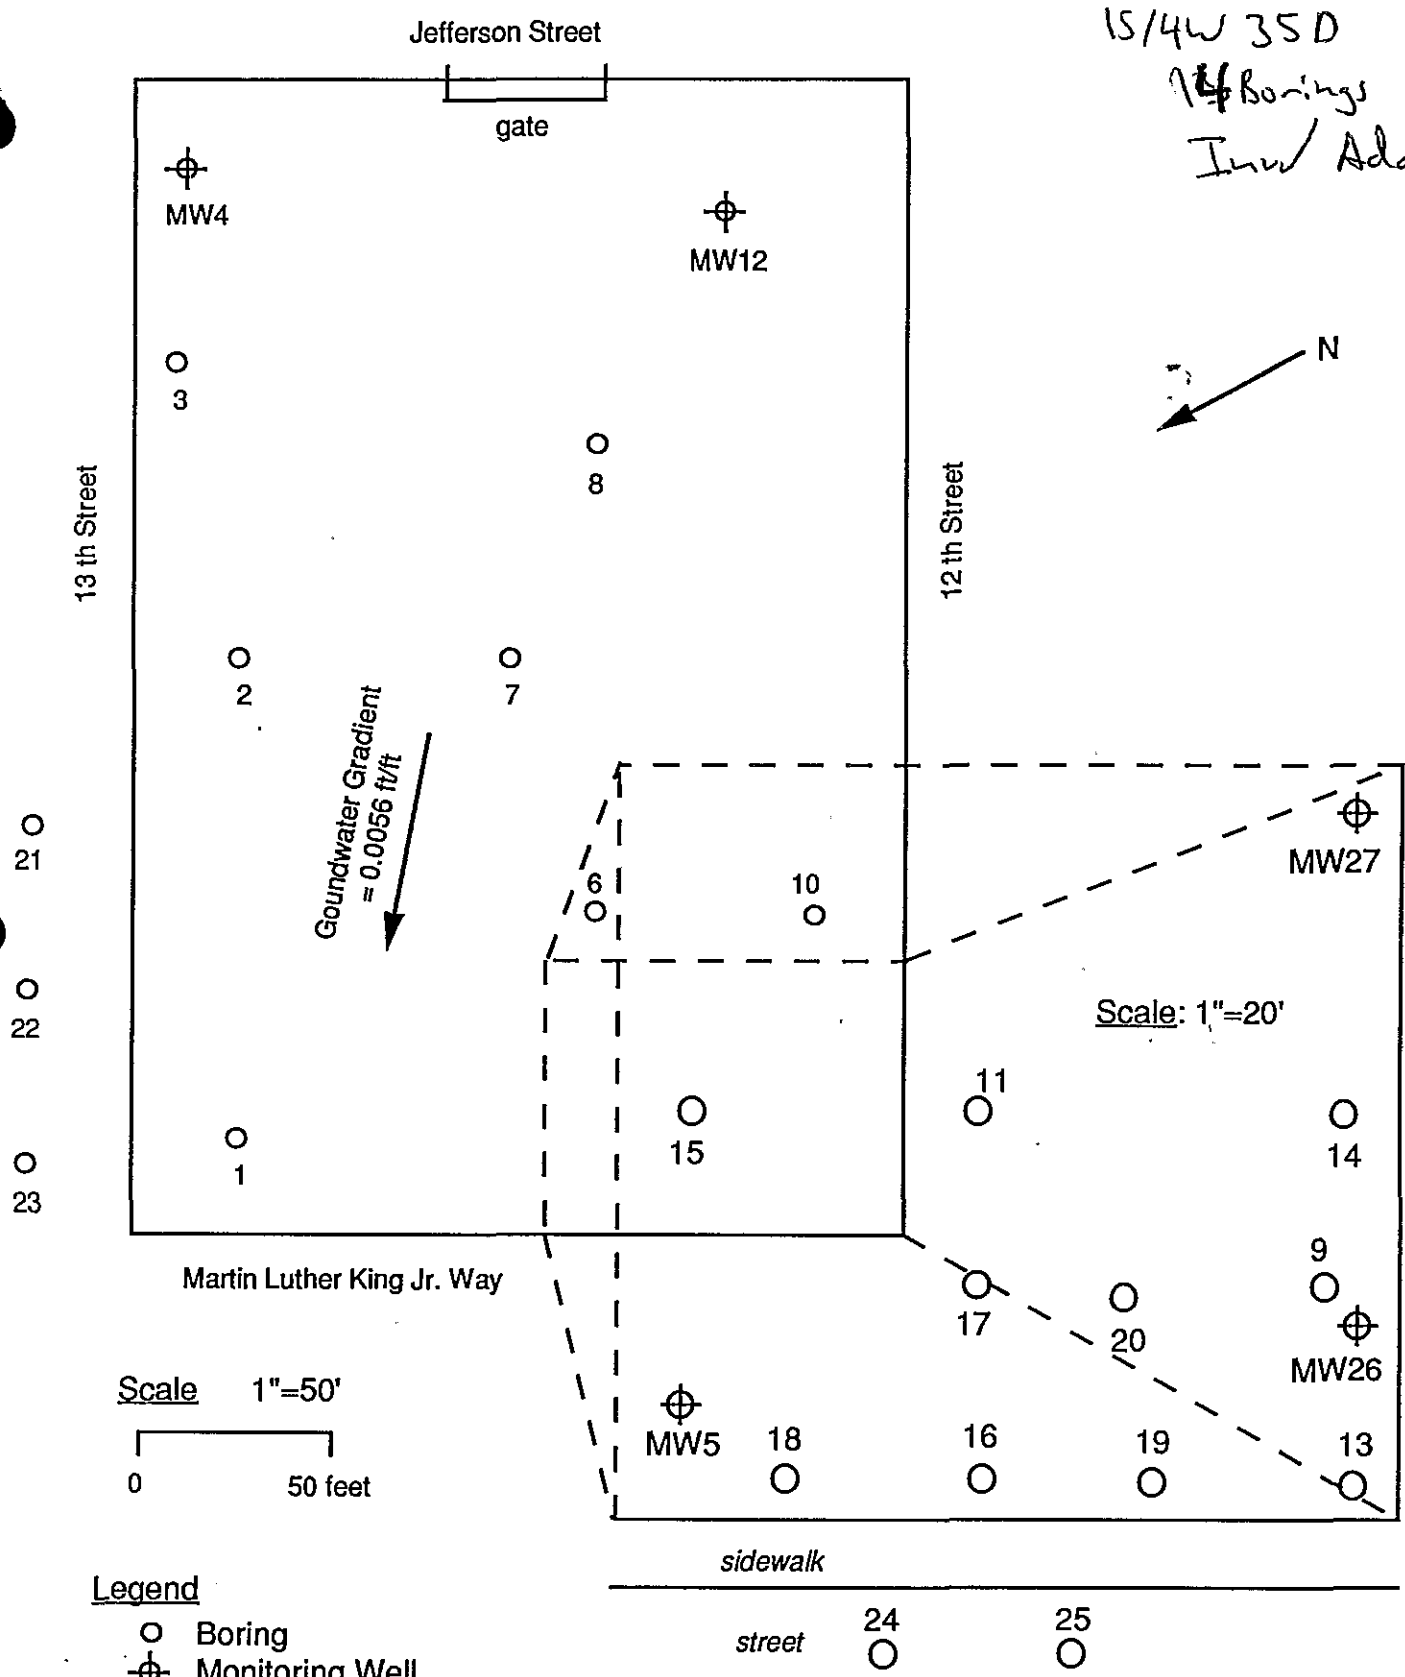 Jefferson Street
1S/4W 35D
14 Borings
gate
MW4
MW12
N
3
8
13 th Street
12 th Street
2
7
Goundwater Gradient
= 0.0056 ft/ft
21
6
10
MW27
22
Scale: 1"=20'
11
15
14
1
23
Martin Luther King Jr. Way
9
17
20
MW26
Scale 1"=50'
MW5
18
16
19
13
0 50 feet
sidewalk
Legend
Boring
Monitoring Well
street
24
25